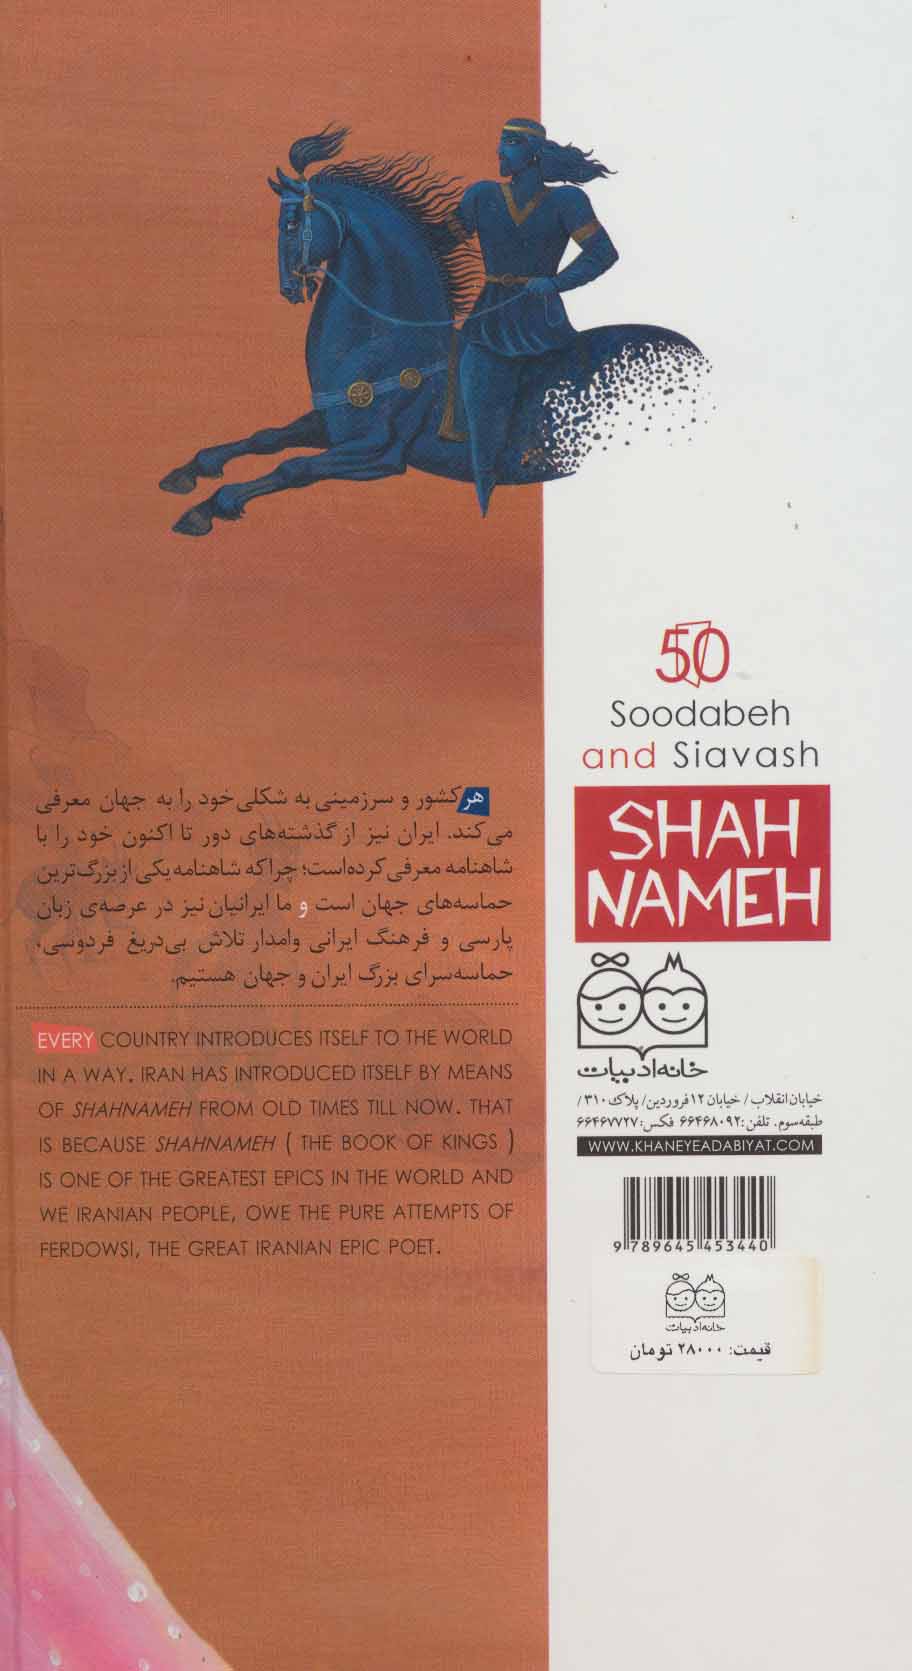 50
Soodabeh
and Siavash
SHAH
NAMEH
خانه ادبیات
خیابان انقلاب / خیابان ۱۲ فروردین/ پلاک ۳۱۰/
طبقه سوم. تلفن: ۶۶۴۶۸۰۹۲ فکس: ۶۶۴۶۷۷۲۷
WWW.KHANEYEADABIYAT.COM
9 789645 453440
خانه ادبیات
قیمت: ۲۸۰۰۰ تومان
هر کشور و سرزمینی به شکلی خود را به جهان معرفی
می‌کند. ایران نیز از گذشته‌های دور تا اکنون خود را با
شاهنامه معرفی کرده‌است؛ چرا که شاهنامه یکی از بزرگ‌ترین
حماسه‌های جهان است و ما ایرانیان نیز در عرصه‌ی زبان
پارسی و فرهنگ ایرانی وامدار تلاش بی‌دریغ فردوسی،
حماسه‌سرای بزرگ ایران و جهان هستیم.
EVERY COUNTRY INTRODUCES ITSELF TO THE WORLD
IN A WAY. IRAN HAS INTRODUCED ITSELF BY MEANS
OF SHAHNAMEH FROM OLD TIMES TILL NOW. THAT
IS BECAUSE SHAHNAMEH ( THE BOOK OF KINGS )
IS ONE OF THE GREATEST EPICS IN THE WORLD AND
WE IRANIAN PEOPLE, OWE THE PURE ATTEMPTS OF
FERDOWSI, THE GREAT IRANIAN EPIC POET.